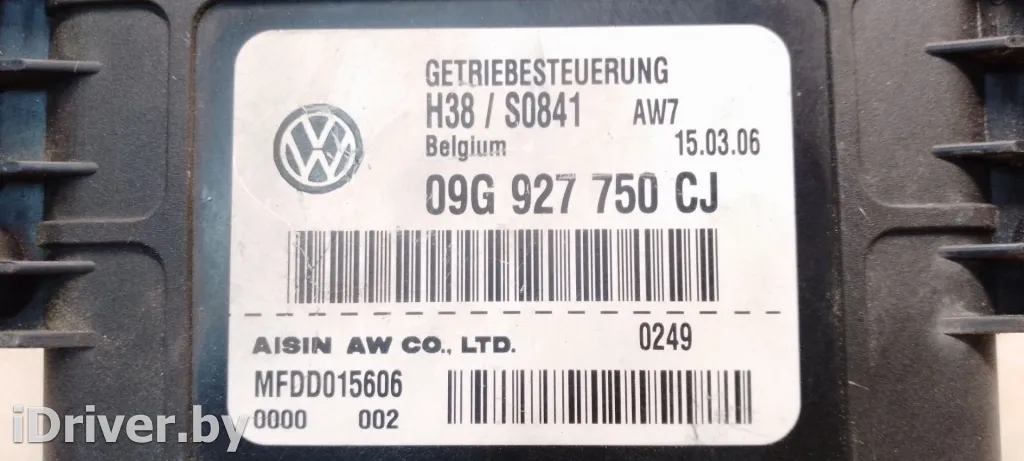 GETRIEBESTEUERUNG
H38 / S0841 AW7
Belgium 15.03.06
09G 927 750 CJ
AISIN AW CO., LTD. 0249
MFDD015606
0000 002
iDriver.by